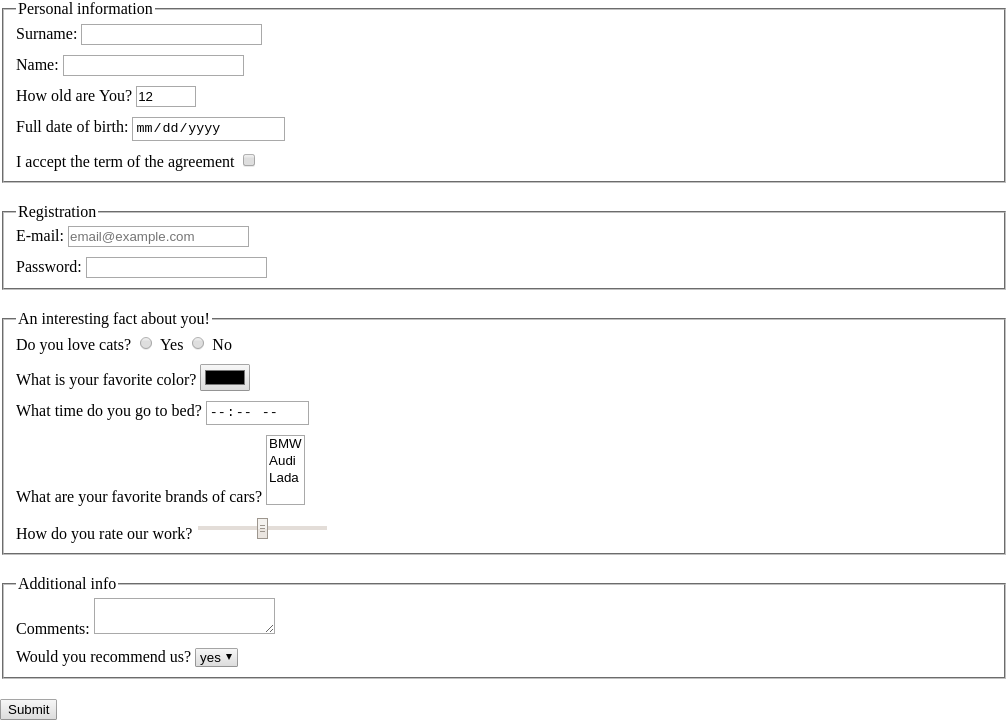 Personal information
Surname:
Name:
How old are You? 12
Full date of birth: mm/dd/yyyy
I accept the term of the agreement
Registration
E-mail: email@example.com
Password:
An interesting fact about you!
Do you love cats? Yes No
What is your favorite color?
What time do you go to bed? --:-- --
BMW
Audi
Lada
What are your favorite brands of cars?
How do you rate our work?
Additional info
Comments:
Would you recommend us? yes
Submit